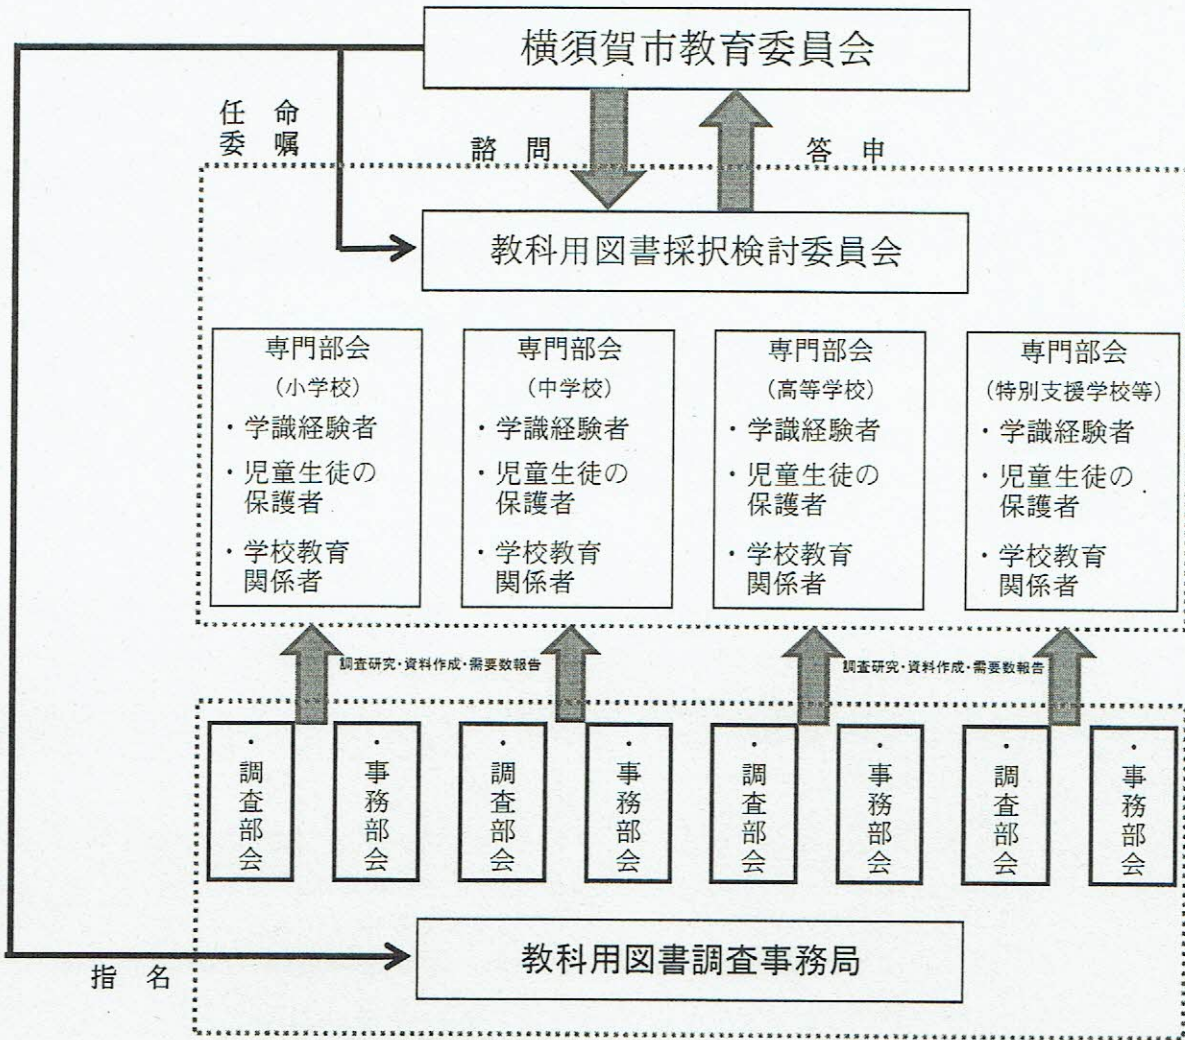 横須賀市教育委員会
任命
委嘱
諮問
答申
教科用図書採択検討委員会
専門部会
(小学校)
・学識経験者
・児童生徒の
保護者
・学校教育
関係者
専門部会
(中学校)
・学識経験者
・児童生徒の
保護者
・学校教育
関係者
専門部会
(高等学校)
・学識経験者
・児童生徒の
保護者
・学校教育
関係者
専門部会
(特別支援学校等)
・学識経験者
・児童生徒の
保護者
・学校教育
関係者
調査研究・資料作成・需要数報告
調査研究・資料作成・需要数報告
・調査部会
・事務部会
・調査部会
・事務部会
・調査部会
・事務部会
・調査部会
・事務部会
教科用図書調査事務局
指名